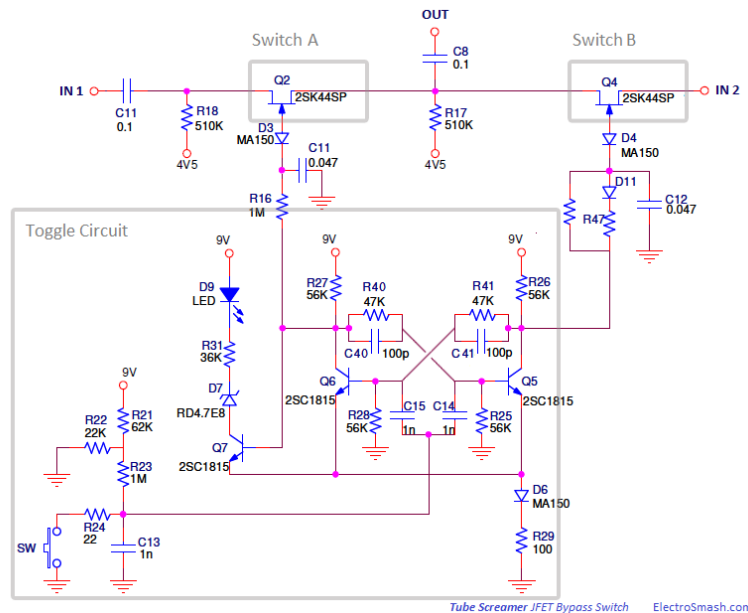 OUT
Switch A
Switch B
C8
0.1
IN 1
Q2
2SK44SP
Q4
2SK44SP
IN 2
C11
0.1
R18
510K
4V5
D3
MA150
R17
510K
4V5
D4
MA150
C11
0.047
D11
R16
1M
R47
C12
0.047
Toggle Circuit
9V
9V
9V
D9
LED
R27
56K
R40
47K
R41
47K
R26
56K
R31
36K
C40
100p
C41
100p
9V
D7
RD4.7E8
Q6
2SC1815
Q5
2SC1815
R22
22K
R21
62K
R28
56K
C15
1n
C14
1n
R25
56K
Q7
2SC1815
R23
1M
D6
MA150
R24
22
SW
C13
1n
R29
100
Tube Screamer JFET Bypass Switch ElectroSmash.com